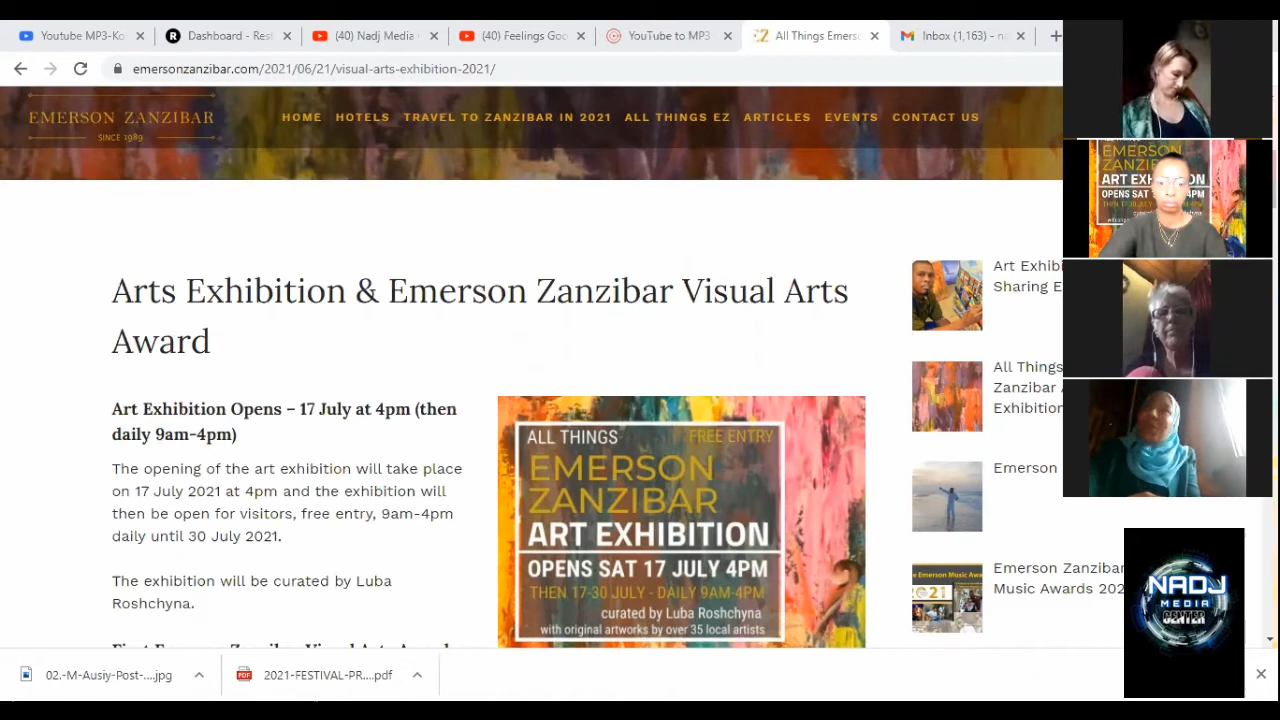 Youtube MP3-Ko
Dashboard - Res
(40) Nadj Media
(40) Feelings Go
YouTube to MP3
All Things Emers
Inbox (1,163) - na
emersonzanzibar.com/2021/06/21/visual-arts-exhibition-2021/
EMERSON ZANZIBAR
SINCE 1989
HOME
HOTELS
TRAVEL TO ZANZIBAR IN 2021
ALL THINGS EZ
ARTICLES
EVENTS
CONTACT US
Arts Exhibition & Emerson Zanzibar Visual Arts
Award
Art Exhibition Opens – 17 July at 4pm (then
daily 9am-4pm)
The opening of the art exhibition will take place
on 17 July 2021 at 4pm and the exhibition will
then be open for visitors, free entry, 9am-4pm
daily until 30 July 2021.
The exhibition will be curated by Luba
Roshchyna.
ALL THINGS
FREE ENTRY
EMERSON
ZANZIBAR
ART EXHIBITION
OPENS SAT 17 JULY 4PM
THEN 17-30 JULY - DAILY 9AM-4PM
curated by Luba Roshchyna
with original artworks by over 35 local artists
Art Exhibi
Sharing E
All Things
Zanzibar
Exhibition
Emerson
Emerson Zanzibar
Music Awards 202
EMERSON
ZANZIBAR
OPENS SAT
NADJ
MEDIA
CENTER
02.-M-Ausiy-Post-....jpg
2021-FESTIVAL-PR....pdf